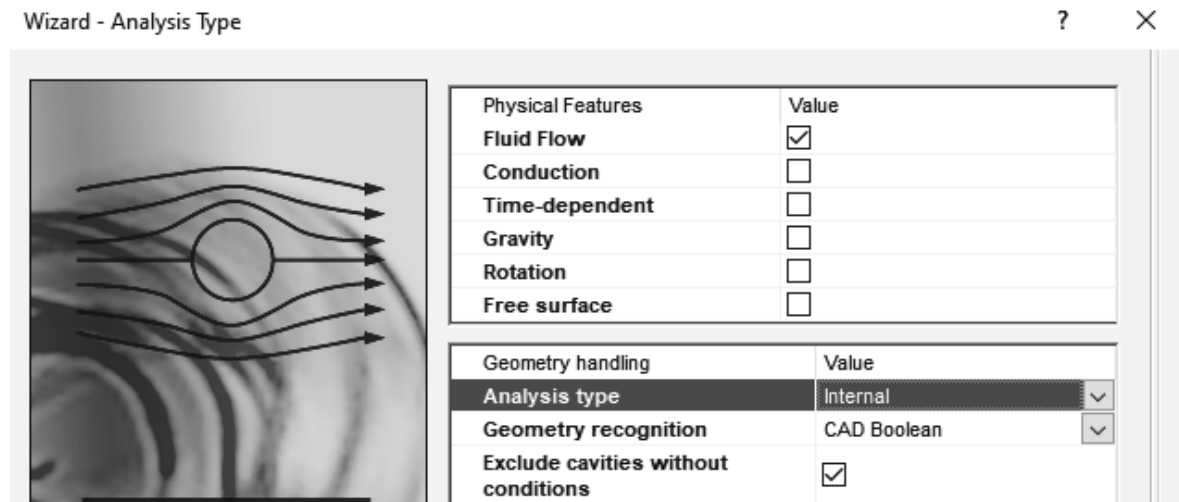 Wizard - Analysis Type ?
Physical Features Value
Fluid Flow
Conduction
Time-dependent
Gravity
Rotation
Free surface
Geometry handling Value
Analysis type Internal
Geometry recognition CAD Boolean
Exclude cavities without
conditions